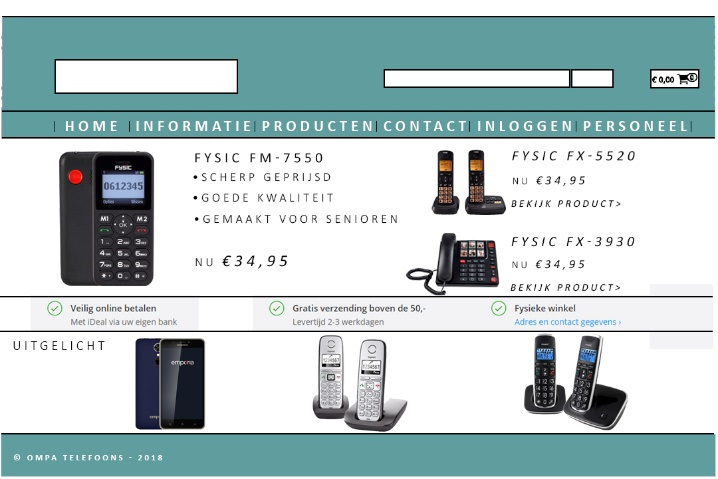 € 0,00 0
| HOME | INFORMATIE | PRODUCTEN | CONTACT | INLOGGEN | PERSONEEL |
FYSIC FM-7550
• SCHERP GEPRIJSD
• GOEDE KWALITEIT
• GEMAAKT VOOR SENIOREN
NU €34,95
FYSIC
0612345
M1 OK M2
FYSIC FX-5520
NU €34,95
BEKIJK PRODUCT>
FYSIC FX-3930
NU €34,95
BEKIJK PRODUCT>
Veilig online betalen
Met iDeal via uw eigen bank
Gratis verzending boven de 50,-
Levertijd 2-3 werkdagen
Fysieke winkel
Adres en contact gegevens ›
UITGELICHT
emporia
© OMPA TELEFOONS - 2018